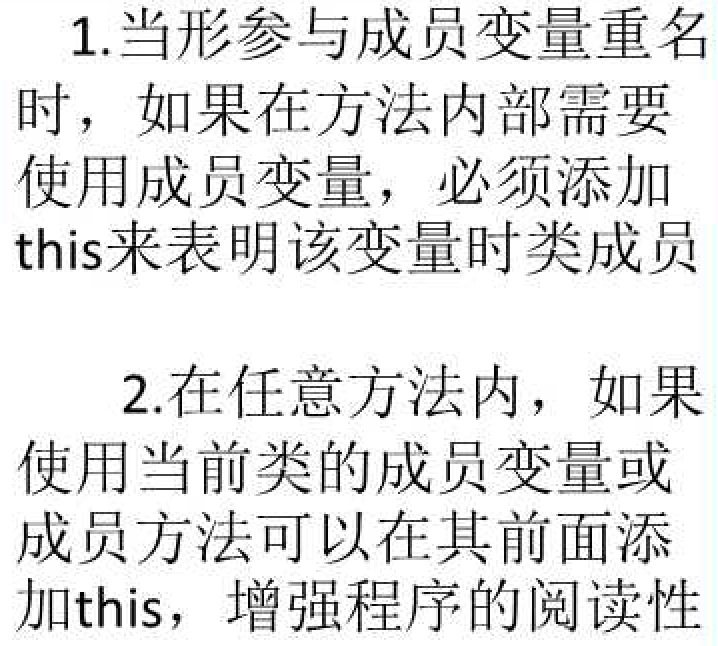 1.当形参与成员变量重名
时，如果在方法内部需要
使用成员变量，必须添加
this来表明该变量时类成员
2.在任意方法内，如果
使用当前类的成员变量或
成员方法可以在其前面添
加this，增强程序的阅读性